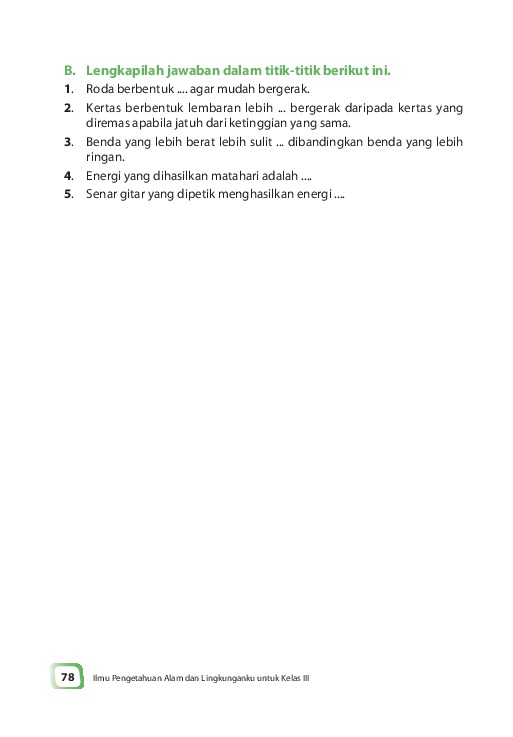 B. Lengkapilah jawaban dalam titik-titik berikut ini.
1. Roda berbentuk .... agar mudah bergerak.
2. Kertas berbentuk lembaran lebih ... bergerak daripada kertas yang
diremas apabila jatuh dari ketinggian yang sama.
3. Benda yang lebih berat lebih sulit ... dibandingkan benda yang lebih
ringan.
4. Energi yang dihasilkan matahari adalah ....
5. Senar gitar yang dipetik menghasilkan energi ....
78 Ilmu Pengetahuan Alam dan Lingkunganku untuk Kelas III